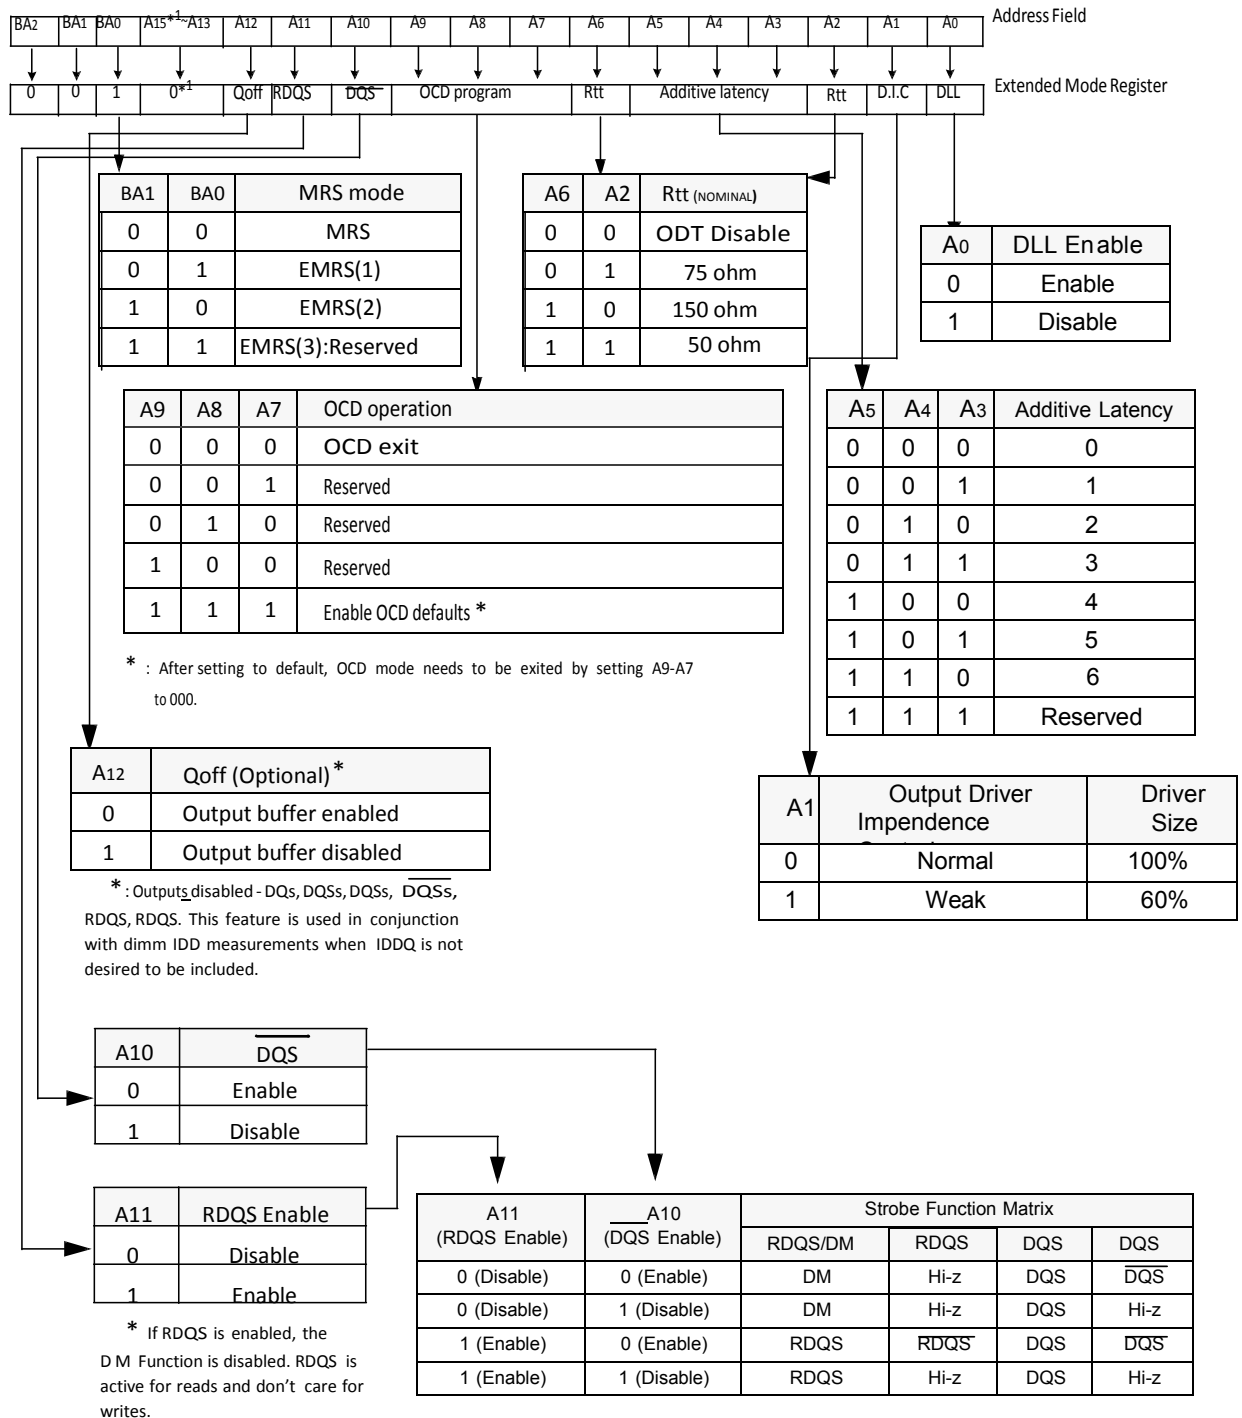 BA2 BA1 BA0 A15*1~A13 A12 A11 A10 A9 A8 A7 A6 A5 A4 A3 A2 A1 A0 Address Field
0 0 1 0*1 Qoff RDQS DQS OCD program Rtt Additive latency Rtt D.I.C DLL Extended Mode Register
BA1 BA0 MRS mode
0 0 MRS
0 1 EMRS(1)
1 0 EMRS(2)
1 1 EMRS(3):Reserved
A6 A2 Rtt (NOMINAL)
0 0 ODT Disable
0 1 75 ohm
1 0 150 ohm
1 1 50 ohm
A0 DLL Enable
0 Enable
1 Disable
A9 A8 A7 OCD operation
0 0 0 OCD exit
0 0 1 Reserved
0 1 0 Reserved
1 0 0 Reserved
1 1 1 Enable OCD defaults *
* : After setting to default, OCD mode needs to be exited by setting A9-A7
to 000.
A5 A4 A3 Additive Latency
0 0 0 0
0 0 1 1
0 1 0 2
0 1 1 3
1 0 0 4
1 0 1 5
1 1 0 6
1 1 1 Reserved
A12 Qoff (Optional)*
0 Output buffer enabled
1 Output buffer disabled
* : Outputs disabled - DQs, DQSs, DQSs, DQSs,
RDQS, RDQS. This feature is used in conjunction
with dimm IDD measurements when IDDQ is not
desired to be included.
A1 Output Driver Impendence Driver Size
0 Normal 100%
1 Weak 60%
A10 DQS
0 Enable
1 Disable
A11 RDQS Enable
0 Disable
1 Enable
* If RDQS is enabled, the
D M Function is disabled. RDQS is
active for reads and don't care for
writes.
A11 (RDQS Enable) A10 (DQS Enable) Strobe Function Matrix
RDQS/DM RDQS DQS DQS
0 (Disable) 0 (Enable) DM Hi-z DQS DQS
0 (Disable) 1 (Disable) DM Hi-z DQS Hi-z
1 (Enable) 0 (Enable) RDQS RDQS DQS DQS
1 (Enable) 1 (Disable) RDQS Hi-z DQS Hi-z